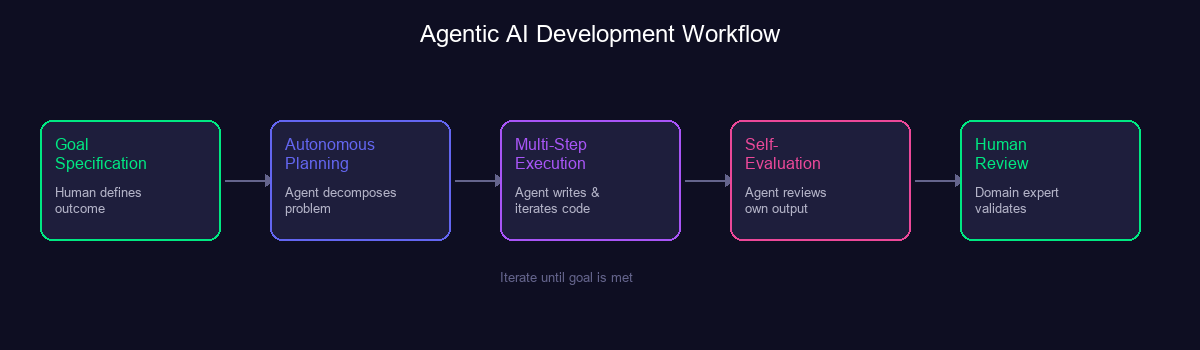 Agentic AI Development Workflow
Goal
Specification
Human defines
outcome
Autonomous
Planning
Agent decomposes
problem
Multi-Step
Execution
Agent writes &
iterates code
Self-
Evaluation
Agent reviews
own output
Human
Review
Domain expert
validates
Iterate until goal is met